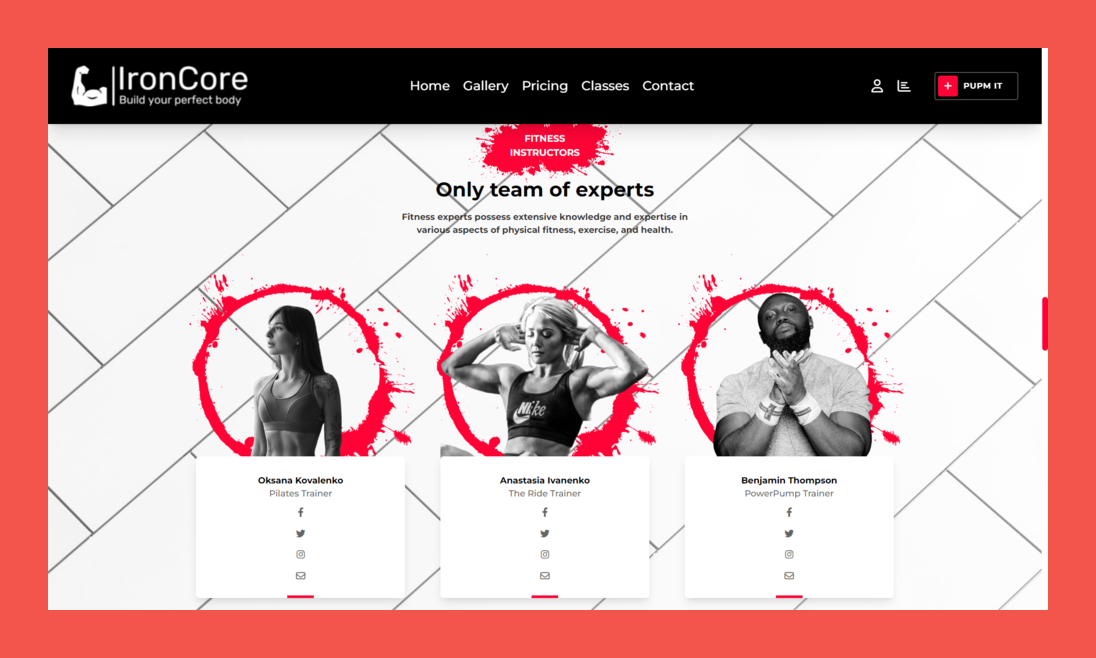 IronCore
Build your perfect body
Home Gallery Pricing Classes Contact
PUPM IT
FITNESS
INSTRUCTORS
Only team of experts
Fitness experts possess extensive knowledge and expertise in
various aspects of physical fitness, exercise, and health.
Nike
Oksana Kovalenko
Pilates Trainer
Anastasia Ivanenko
The Ride Trainer
Benjamin Thompson
PowerPump Trainer